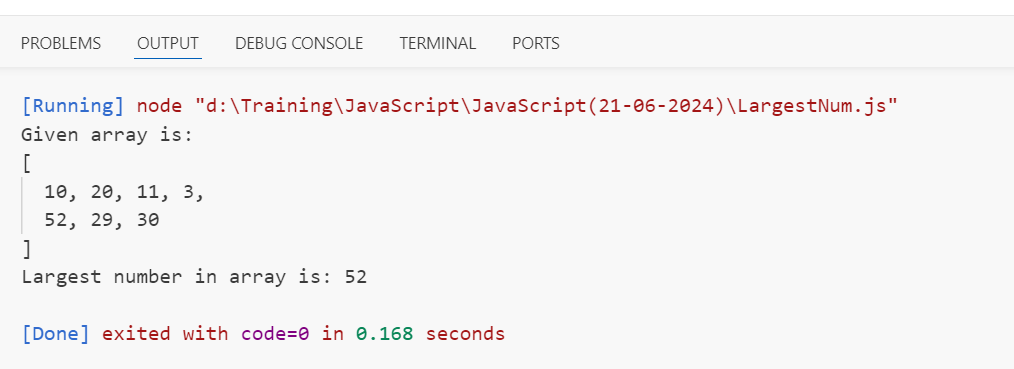 PROBLEMS OUTPUT DEBUG CONSOLE TERMINAL PORTS
[Running] node "d:\Training\JavaScript\JavaScript(21-06-2024)\LargestNum.js"
Given array is:
[
  10, 20, 11, 3,
  52, 29, 30
]
Largest number in array is: 52
[Done] exited with code=0 in 0.168 seconds